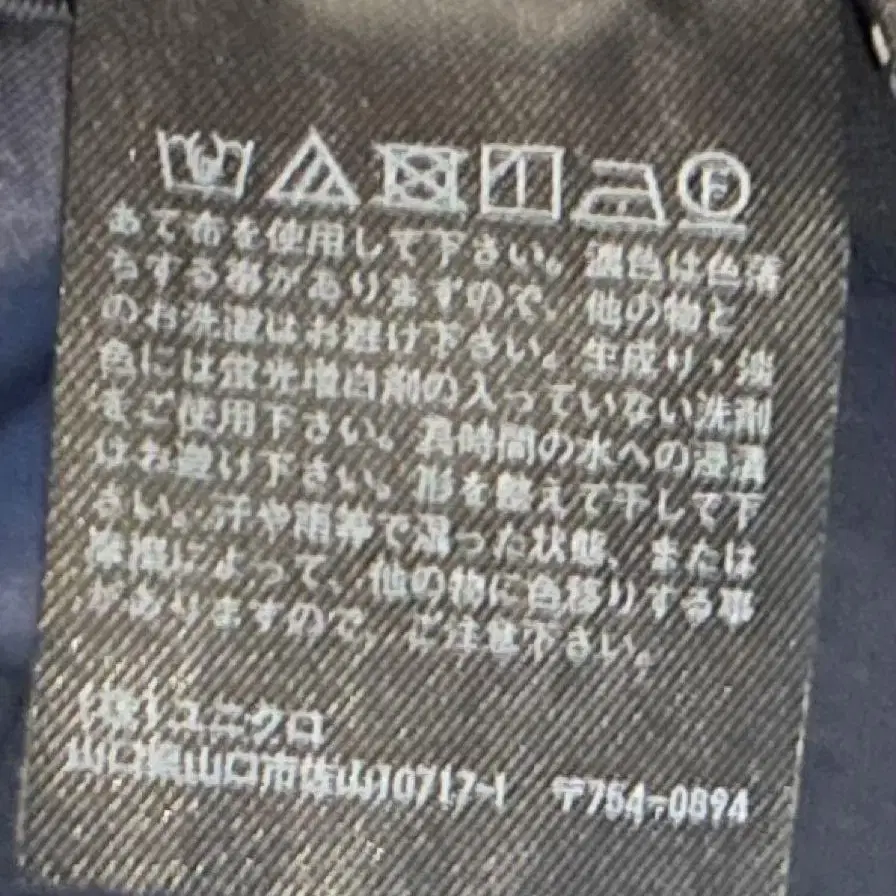 あて布を使用して下さい。濃色は色落
ちする事がありますので、他の物と
のお洗濯はお避け下さい。生成り・淡
色には蛍光増白剤の入っていない洗剤
をご使用下さい。長時間の水への浸漬
はお避け下さい。形を整えて干して下
さい。汗や雨等で湿った状態、または
摩擦によって、他の物に色移りする事
がありますので、ご注意下さい。
(株)ユニクロ
山口県山口市佐山10717-1 〒754-0894